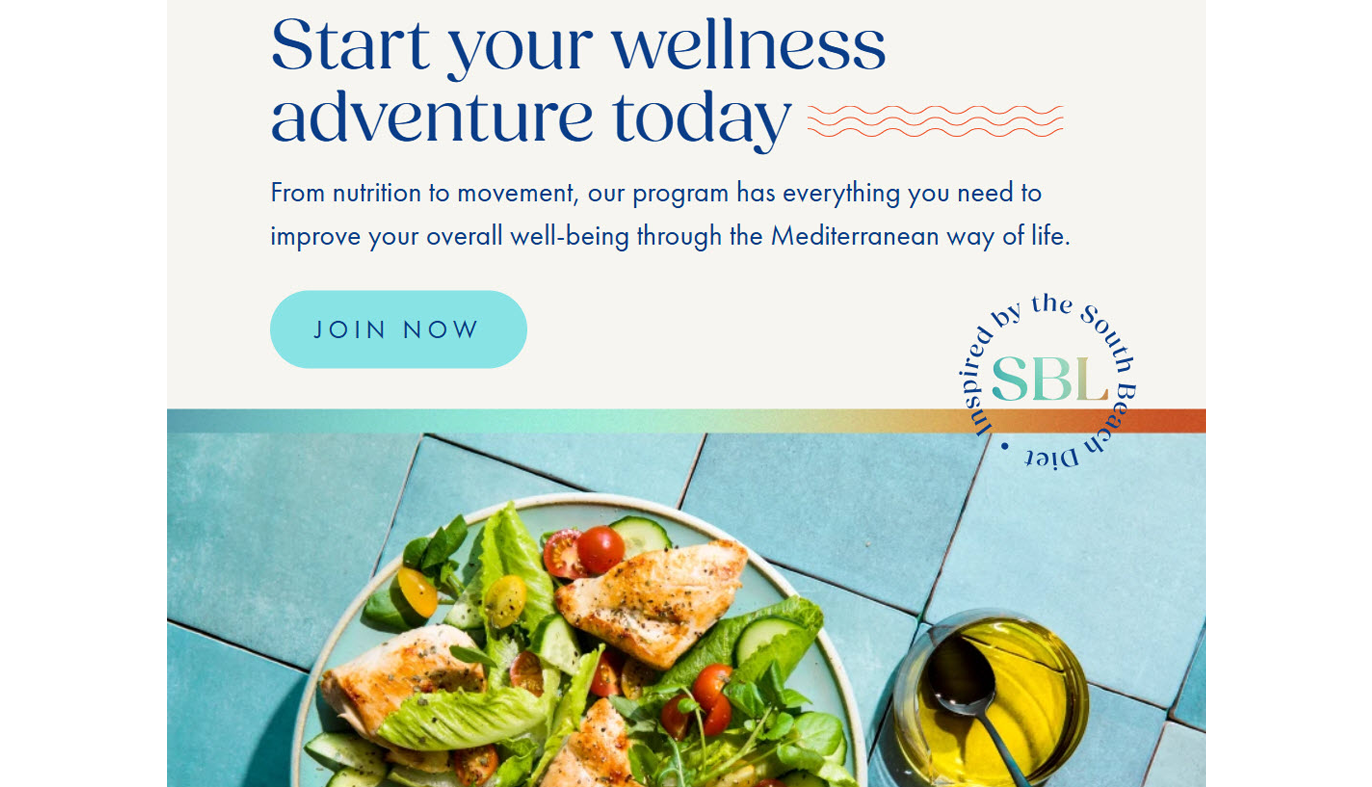 Start your wellness
adventure today
From nutrition to movement, our program has everything you need to
improve your overall well-being through the Mediterranean way of life.
JOIN NOW
Inspired by the South Beach Diet •
SBL